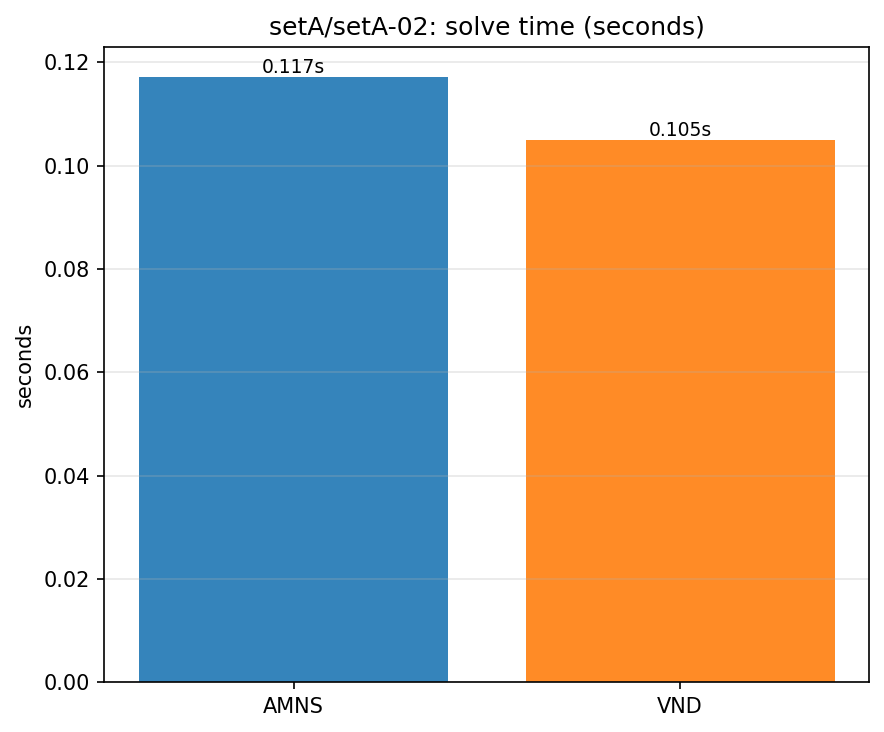 setA/setA-02: solve time (seconds)
0.12
0.10
0.08
0.06
0.04
0.02
0.00
seconds
0.117s
0.105s
AMNS
VND